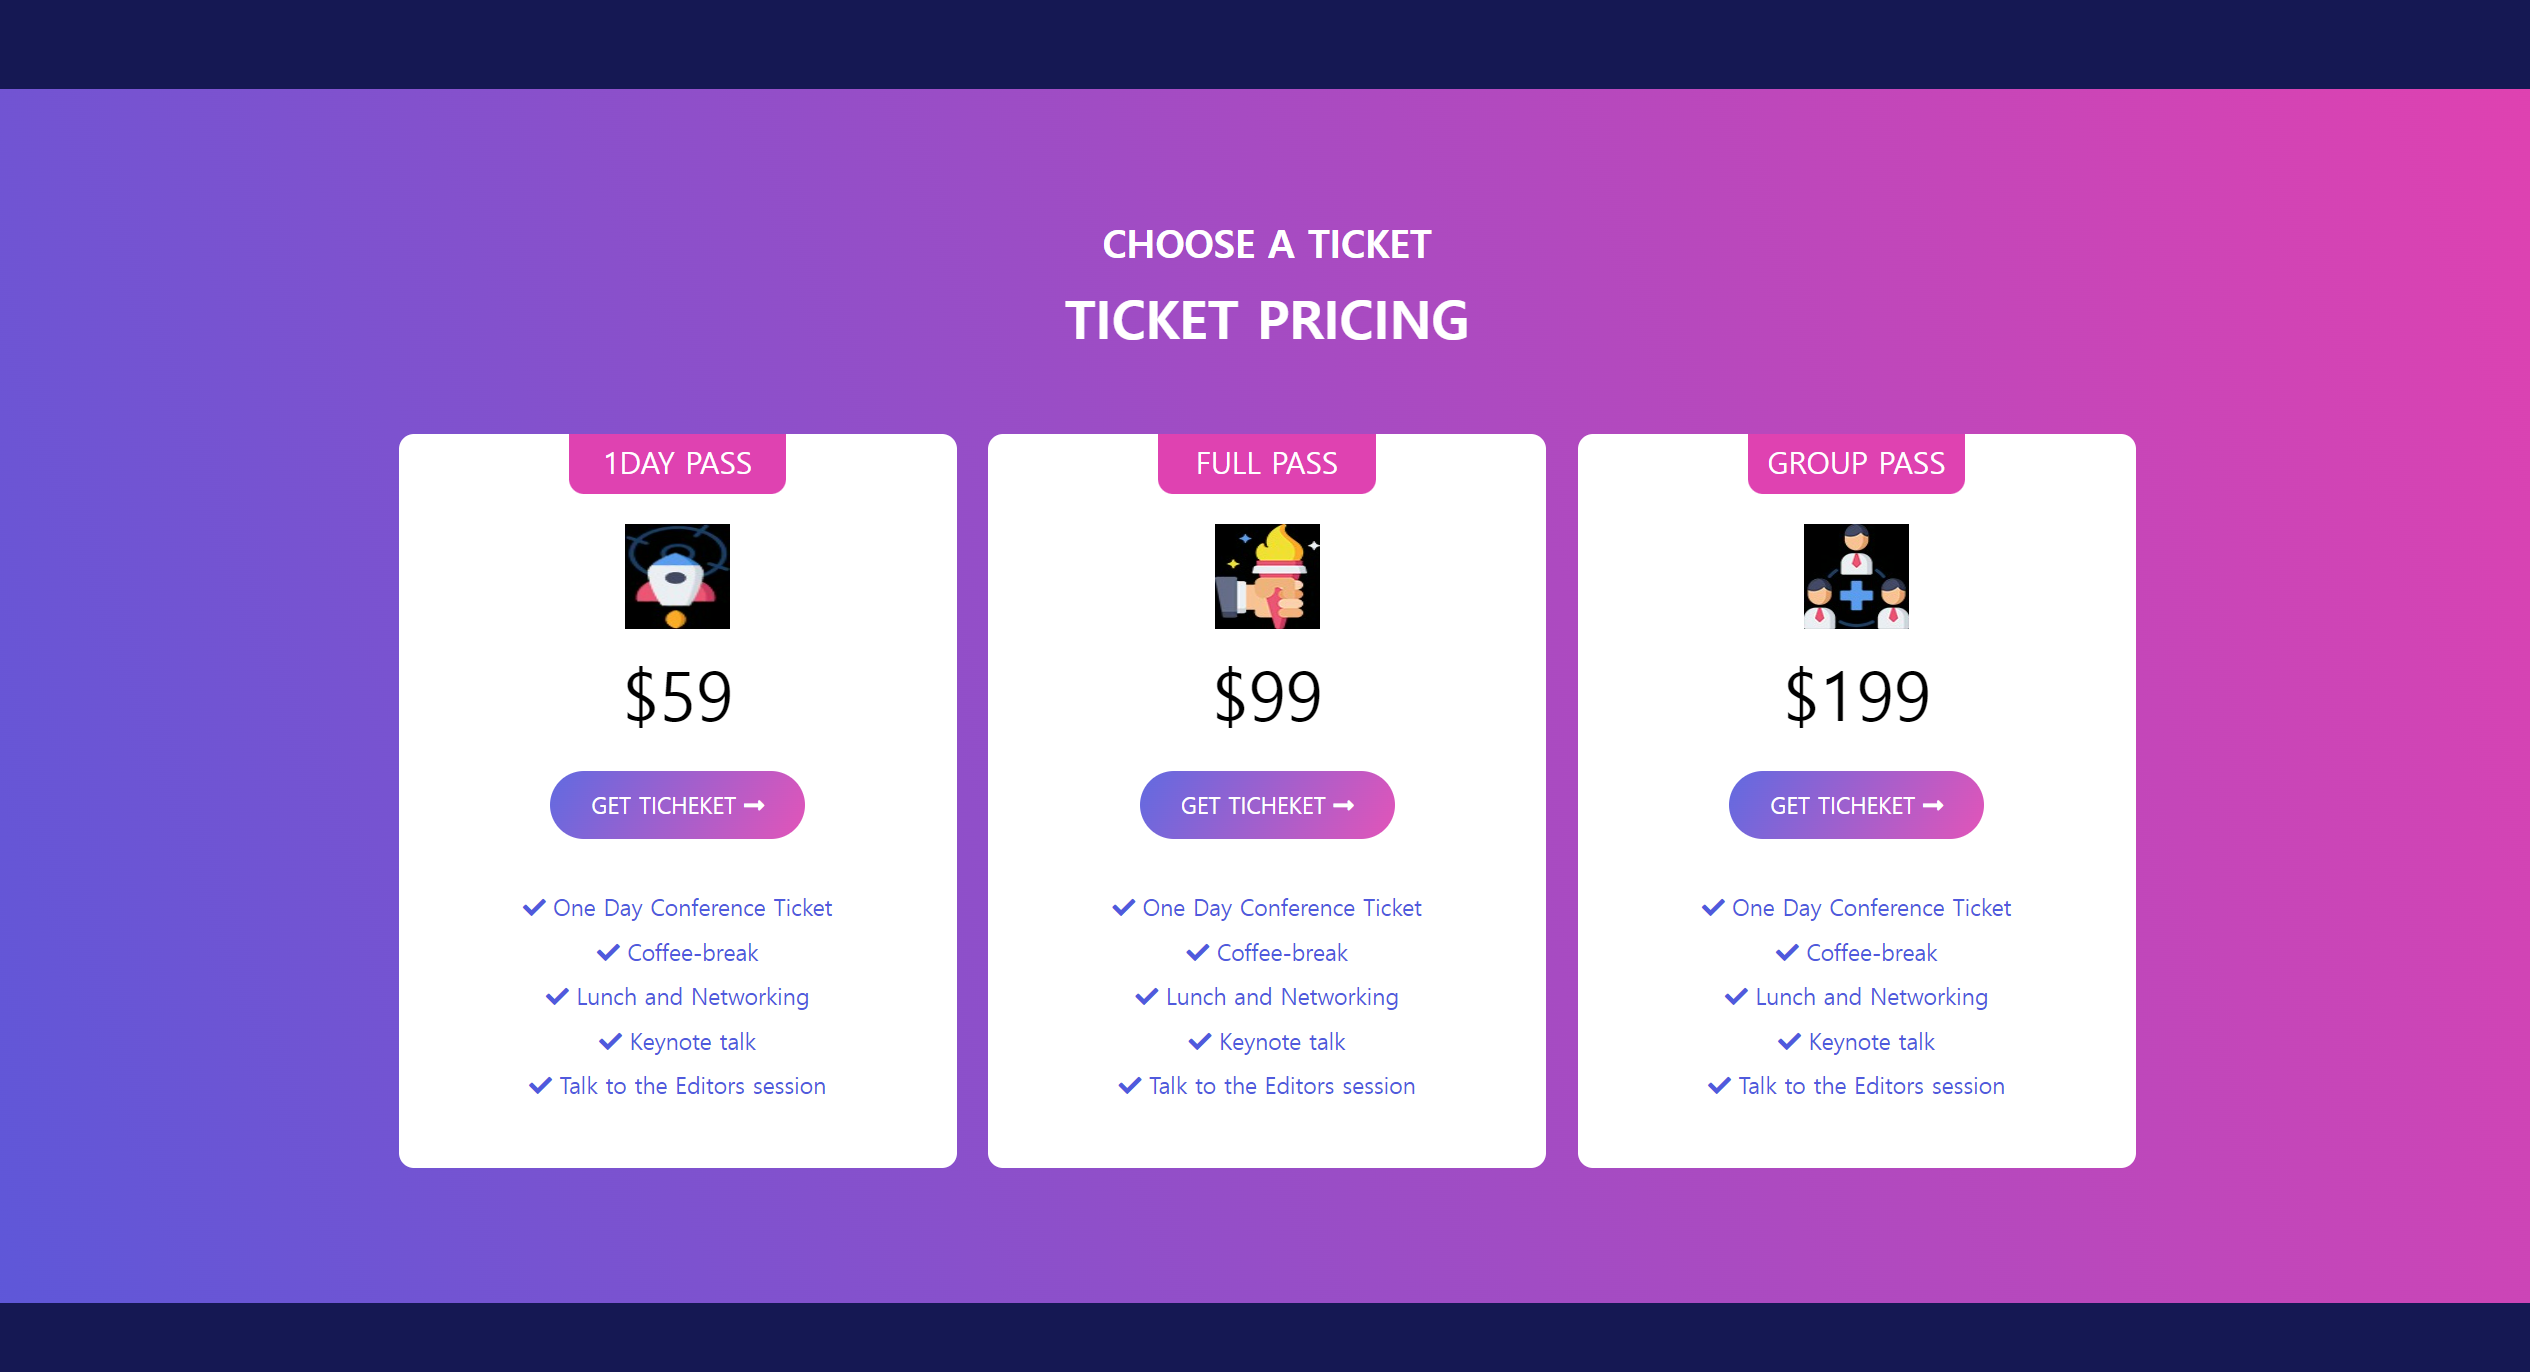 CHOOSE A TICKET
TICKET PRICING
1DAY PASS
$59
GET TICHEKET
One Day Conference Ticket
Coffee-break
Lunch and Networking
Keynote talk
Talk to the Editors session
FULL PASS
$99
GET TICHEKET
One Day Conference Ticket
Coffee-break
Lunch and Networking
Keynote talk
Talk to the Editors session
GROUP PASS
$199
GET TICHEKET
One Day Conference Ticket
Coffee-break
Lunch and Networking
Keynote talk
Talk to the Editors session